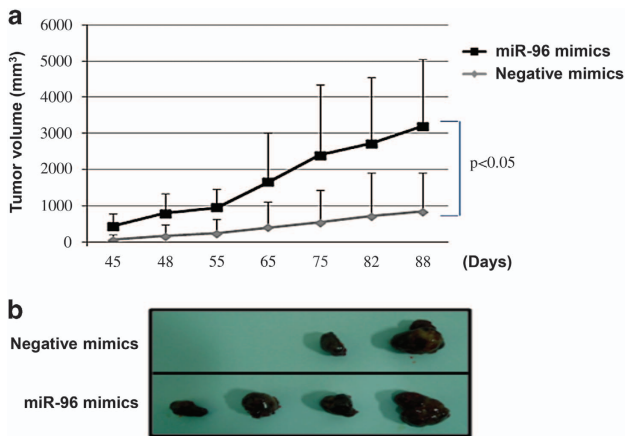 a
6000
5000
4000
3000
2000
1000
0
Tumor volume (mm³)
miR-96 mimics
Negative mimics
p<0.05
45 48 55 65 75 82 88 (Days)
b
Negative mimics
miR-96 mimics